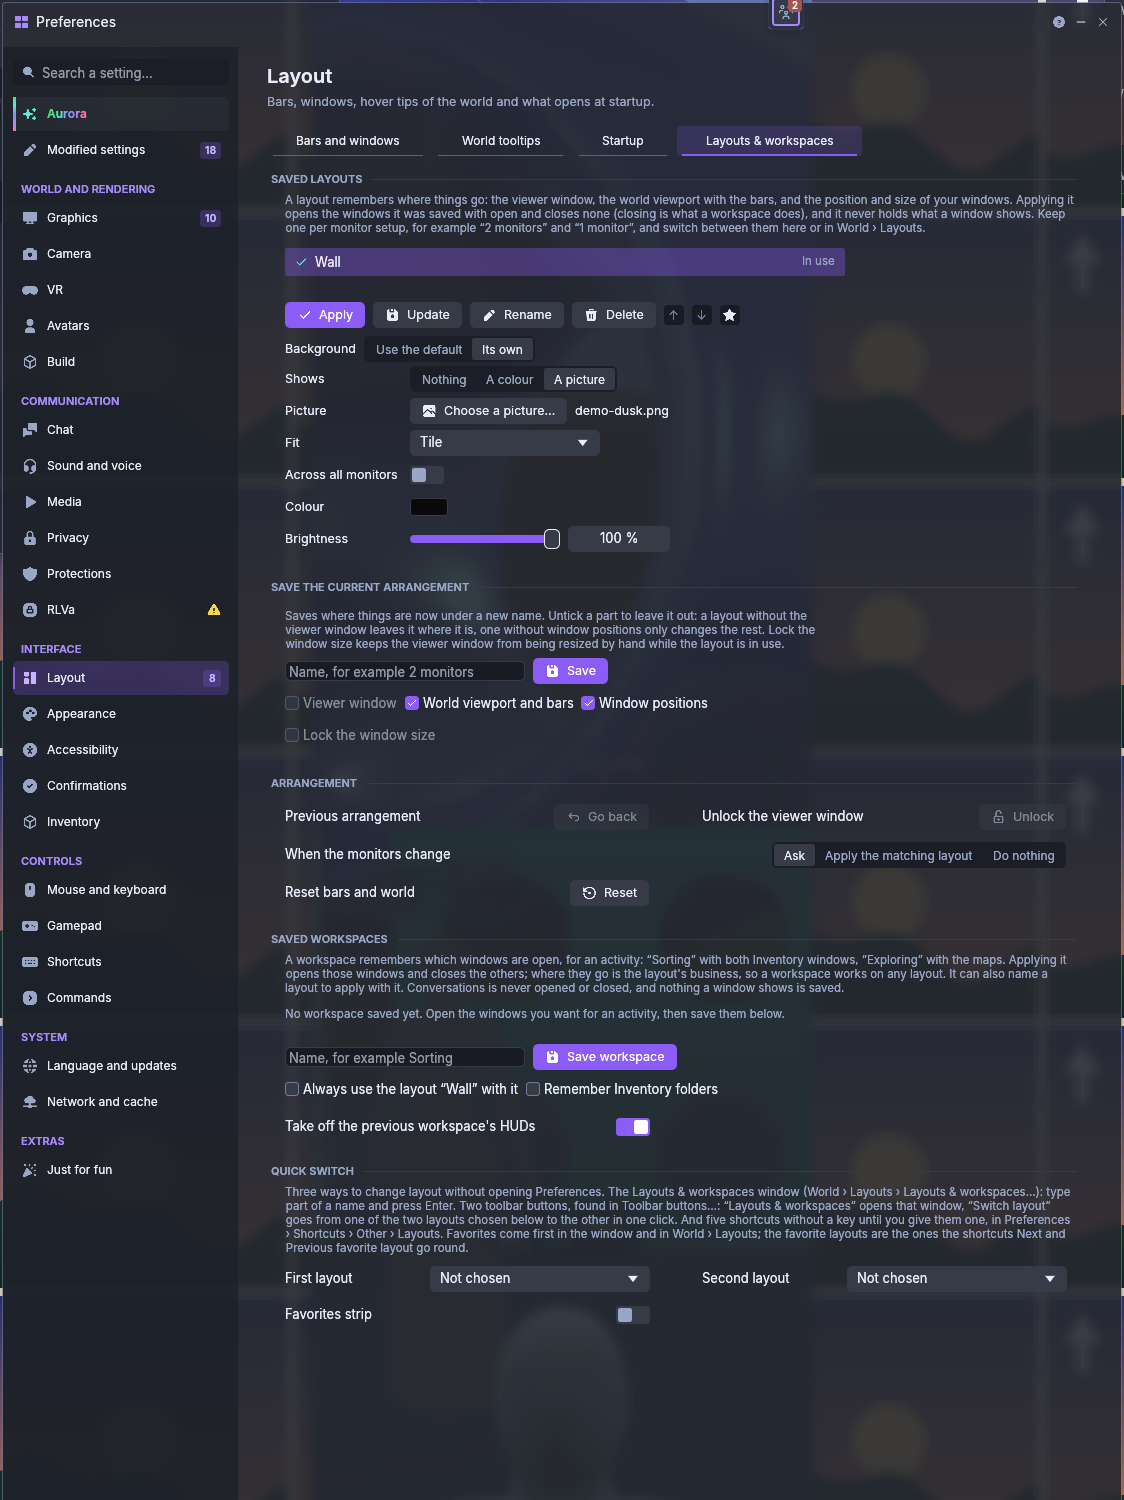 Preferences
2
Search a setting...
Aurora
Modified settings
18
WORLD AND RENDERING
Graphics
10
Camera
VR
Avatars
Build
COMMUNICATION
Chat
Sound and voice
Media
Privacy
Protections
RLVa
INTERFACE
Layout
8
Appearance
Accessibility
Confirmations
Inventory
CONTROLS
Mouse and keyboard
Gamepad
Shortcuts
Commands
SYSTEM
Language and updates
Network and cache
EXTRAS
Just for fun
Layout
Bars, windows, hover tips of the world and what opens at startup.
Bars and windows
World tooltips
Startup
Layouts & workspaces
SAVED LAYOUTS
A layout remembers where things go: the viewer window, the world viewport with the bars, and the position and size of your windows. Applying it
opens the windows it was saved with open and closes none (closing is what a workspace does), and it never holds what a window shows. Keep
one per monitor setup, for example “2 monitors” and “1 monitor”, and switch between them here or in World › Layouts.
Wall
In use
Apply
Update
Rename
Delete
Background
Use the default
Its own
Shows
Nothing
A colour
A picture
Picture
Choose a picture...
demo-dusk.png
Fit
Tile
Across all monitors
Colour
Brightness
100 %
SAVE THE CURRENT ARRANGEMENT
Saves where things are now under a new name. Untick a part to leave it out: a layout without the
viewer window leaves it where it is, one without window positions only changes the rest. Lock the
window size keeps the viewer window from being resized by hand while the layout is in use.
Name, for example 2 monitors
Save
Viewer window
World viewport and bars
Window positions
Lock the window size
ARRANGEMENT
Previous arrangement
Go back
Unlock the viewer window
Unlock
When the monitors change
Ask
Apply the matching layout
Do nothing
Reset bars and world
Reset
SAVED WORKSPACES
A workspace remembers which windows are open, for an activity: “Sorting” with both Inventory windows, “Exploring” with the maps. Applying it
opens those windows and closes the others; where they go is the layout's business, so a workspace works on any layout. It can also name a
layout to apply with it. Conversations is never opened or closed, and nothing a window shows is saved.
No workspace saved yet. Open the windows you want for an activity, then save them below.
Name, for example Sorting
Save workspace
Always use the layout “Wall” with it
Remember Inventory folders
Take off the previous workspace's HUDs
QUICK SWITCH
Three ways to change layout without opening Preferences. The Layouts & workspaces window (World › Layouts › Layouts & workspaces...): type
part of a name and press Enter. Two toolbar buttons, found in Toolbar buttons...: “Layouts & workspaces” opens that window, “Switch layout”
goes from one of the two layouts chosen below to the other in one click. And five shortcuts without a key until you give them one, in Preferences
› Shortcuts › Other › Layouts. Favorites come first in the window and in World › Layouts; the favorite layouts are the ones the shortcuts Next and
Previous favorite layout go round.
First layout
Not chosen
Second layout
Not chosen
Favorites strip